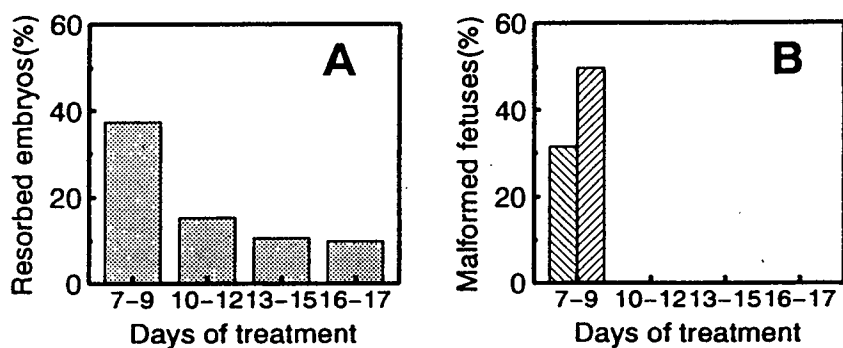 60
40
20
0
Resorbed embryos(%)
A
7–9 10–12 13–15 16–17
Days of treatment
60
40
20
0
Malformed fetuses(%)
B
7–9 10–12 13–15 16–17
Days of treatment